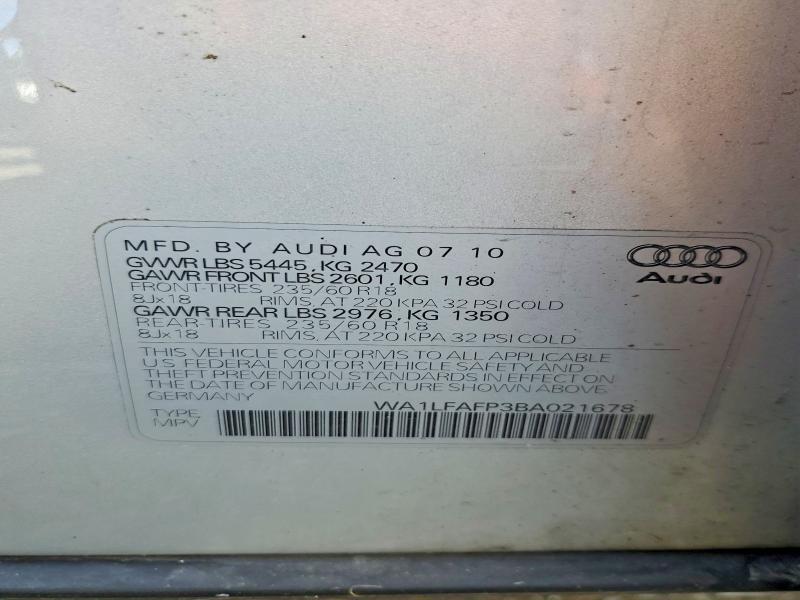 MFD. BY AUDI AG 07 10
GVWR LBS 5445, KG 2470
GAWR FRONT LBS 2601, KG 1180
FRONT-TIRES 235/60 R18
8Jx18 RIMS, AT 220 KPA 32 PSI COLD
GAWR REAR LBS 2976, KG 1350
REAR-TIRES 235/60 R18
8Jx18 RIMS, AT 220 KPA 32 PSI COLD
THIS VEHICLE CONFORMS TO ALL APPLICABLE
U S FEDERAL MOTOR VEHICLE SAFETY AND
THEFT PREVENTION STANDARDS IN EFFECT ON
THE DATE OF MANUFACTURE SHOWN ABOVE.
GERMANY
WA1LFAFP3BA021678
TYPE
MPV
Audi